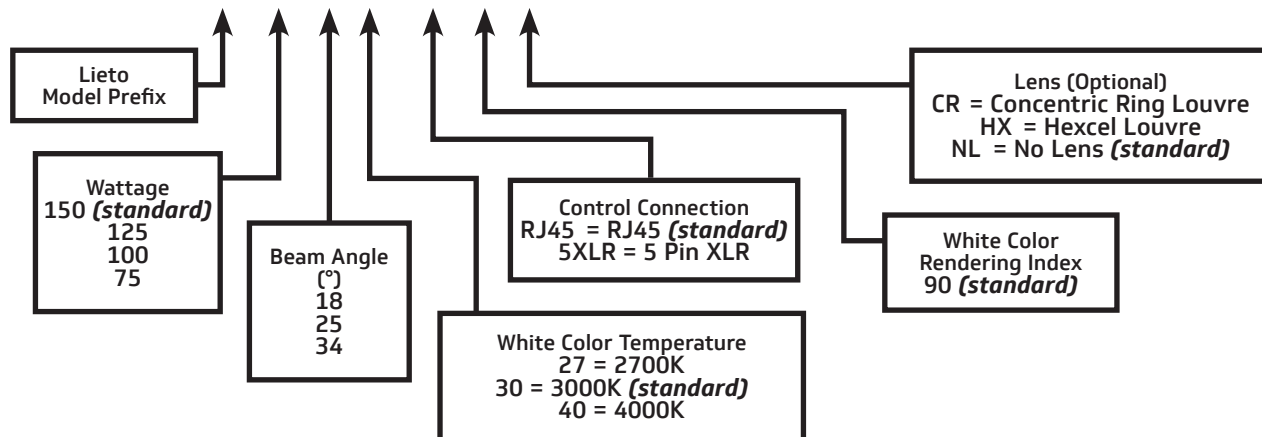 Lieto
Model Prefix
Wattage
150 (standard)
125
100
75
Beam Angle
(°)
18
25
34
White Color Temperature
27 = 2700K
30 = 3000K (standard)
40 = 4000K
Control Connection
RJ45 = RJ45 (standard)
5XLR = 5 Pin XLR
White Color
Rendering Index
90 (standard)
Lens (Optional)
CR = Concentric Ring Louvre
HX = Hexcel Louvre
NL = No Lens (standard)